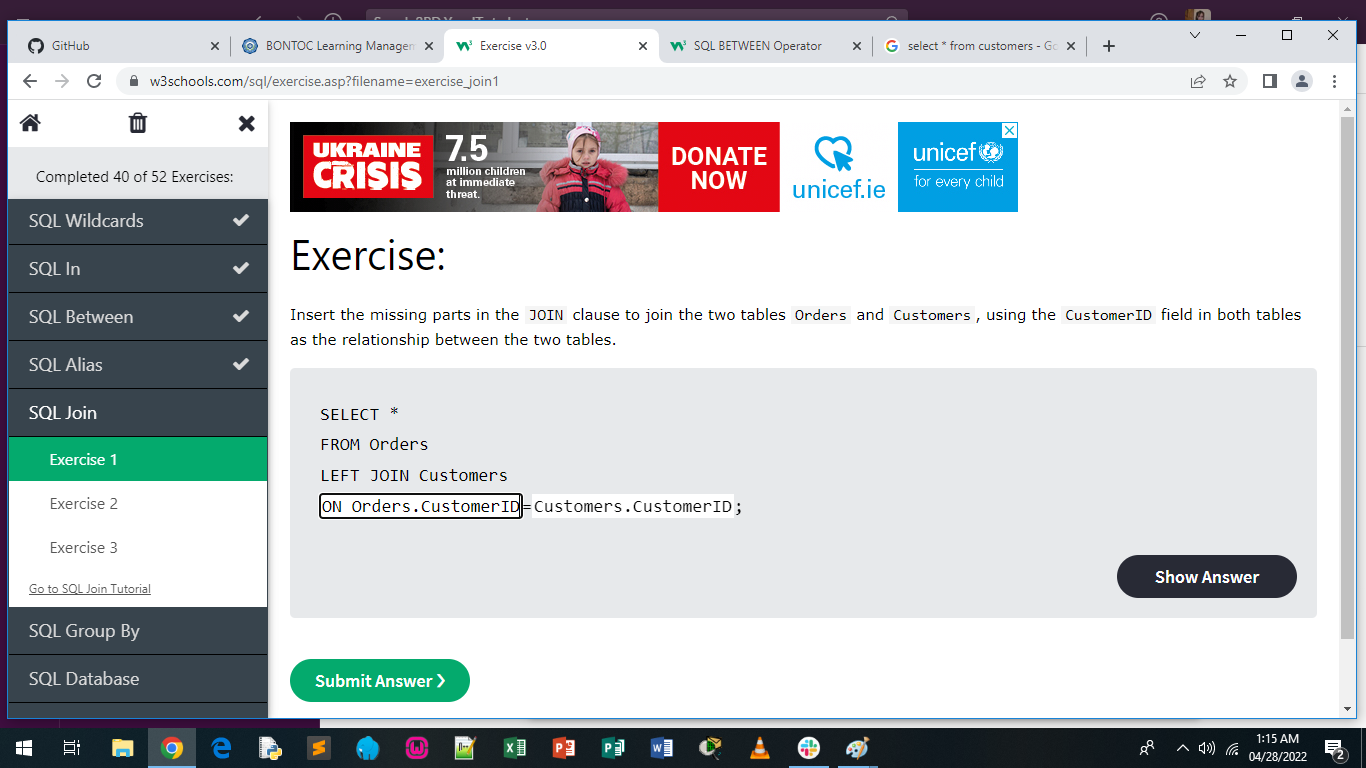 GitHub
BONTOC Learning Managem
Exercise v3.0
SQL BETWEEN Operator
select * from customers - Go
w3schools.com/sql/exercise.asp?filename=exercise_join1
Completed 40 of 52 Exercises:
SQL Wildcards
SQL In
SQL Between
SQL Alias
SQL Join
Exercise 1
Exercise 2
Exercise 3
Go to SQL Join Tutorial
SQL Group By
SQL Database
UKRAINE
CRISIS
7.5
million children
at immediate
threat.
DONATE
NOW
unicef.ie
unicef
for every child
Exercise:
Insert the missing parts in the JOIN clause to join the two tables Orders and Customers, using the CustomerID field in both tables
as the relationship between the two tables.
SELECT *
FROM Orders
LEFT JOIN Customers
ON Orders.CustomerID=Customers.CustomerID;
Show Answer
Submit Answer ❯
1:15 AM
04/28/2022
2